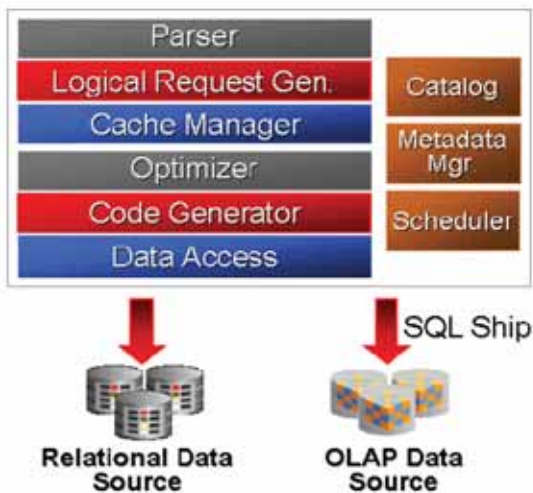 Parser
Logical Request Gen.
Cache Manager
Optimizer
Code Generator
Data Access
Catalog
Metadata
Mgr
Scheduler
SQL Ship
Relational Data
Source
OLAP Data
Source